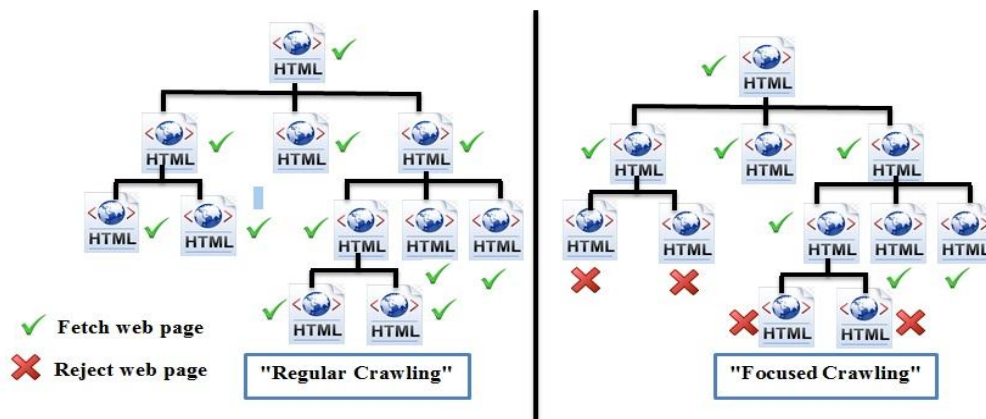 HTML
HTML
HTML HTML HTML
HTML HTML HTML
HTML HTML HTML HTML HTML
HTML HTML HTML HTML HTML
HTML HTML
HTML HTML
Fetch web page
Reject web page
"Regular Crawling"
"Focused Crawling"